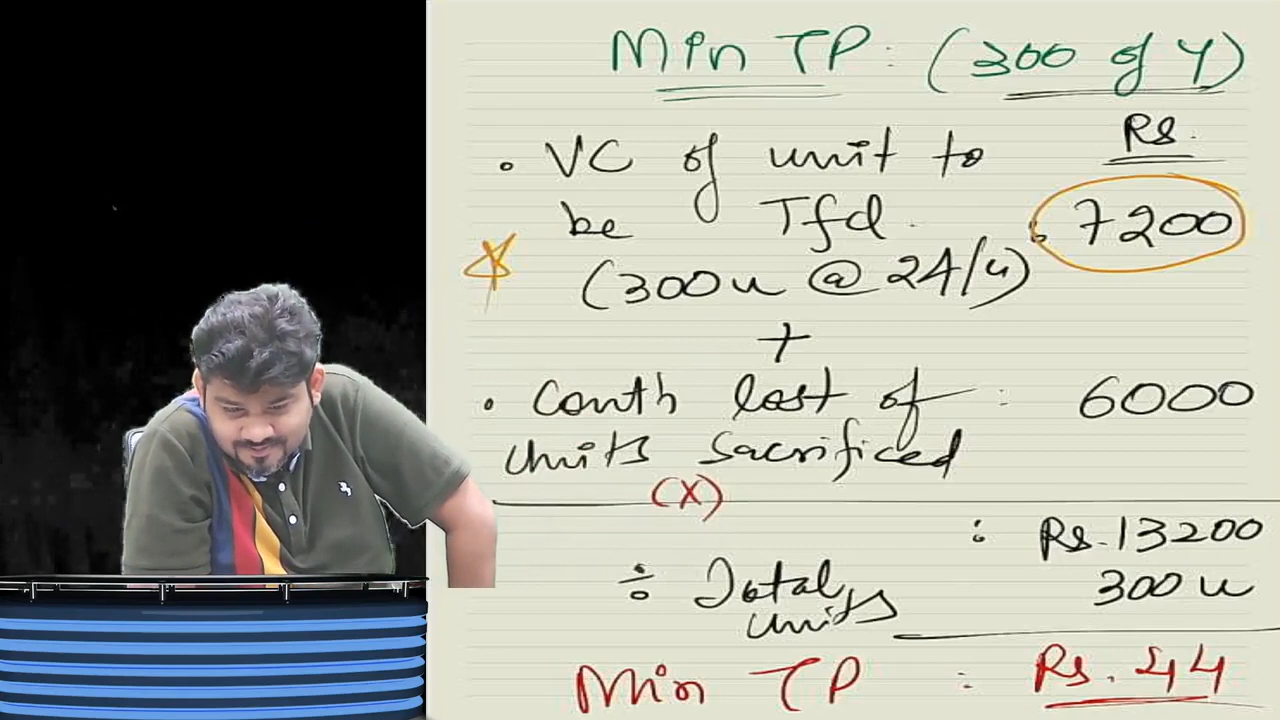 Min TP: (300 of Y)
Rs.
• VC of unit to
be Tfd. : 7200
(300u @ 24/u)
+
• Contn lost of : 6000
units sacrificed
(X)
: Rs. 13200
÷ Total units 300 u
Min TP : Rs. 44